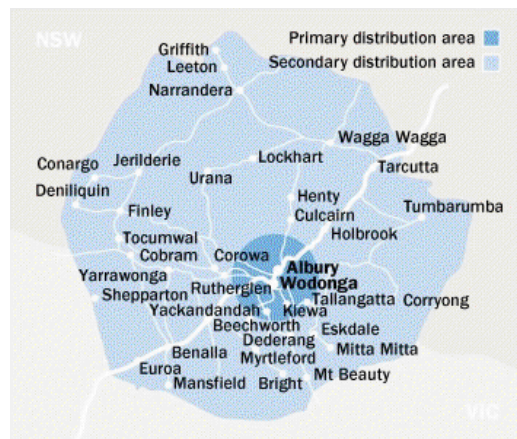 NSW
Primary distribution area
Secondary distribution area
Griffith
Leeton
Narrandera
Wagga Wagga
Lockhart
Tarcutta
Conargo
Jerilderie
Urana
Deniliquin
Henty
Tumbarumba
Finley
Culcairn
Holbrook
Tocumwal
Cobram
Corowa
Albury
Yarrawonga
Rutherglen
Wodonga
Shepparton
Tallangatta
Corryong
Yackandandah
Kiewa
Beechworth
Eskdale
Dederang
Benalla
Mitta Mitta
Myrtleford
Euroa
Mansfield
Bright
Mt Beauty
VIC